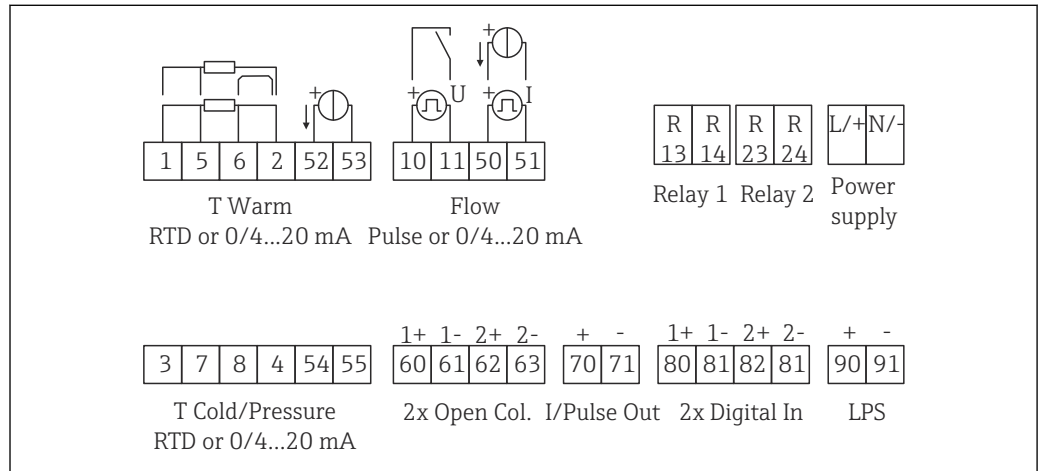 + U + I
+ +
1 5 6 2 52 53
10 11 50 51
R 13 R 14 R 23 R 24
L/+ N/-
T Warm
RTD or 0/4...20 mA
Flow
Pulse or 0/4...20 mA
Relay 1 Relay 2
Power
supply
3 7 8 4 54 55
T Cold/Pressure
RTD or 0/4...20 mA
1+ 1- 2+ 2-
60 61 62 63
2x Open Col.
+ -
70 71
I/Pulse Out
1+ 1- 2+ 2-
80 81 82 81
2x Digital In
+ -
90 91
LPS